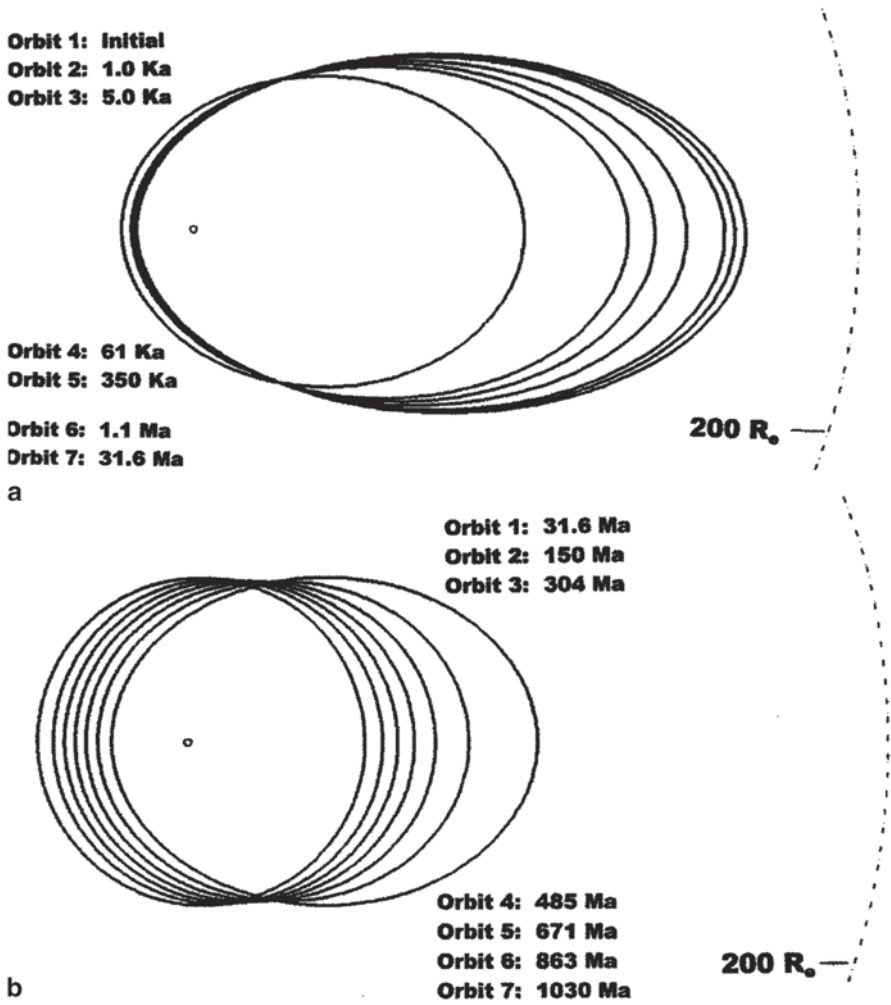 Orbit 1: Initial
Orbit 2: 1.0 Ka
Orbit 3: 5.0 Ka
Orbit 4: 61 Ka
Orbit 5: 350 Ka
Orbit 6: 1.1 Ma
Orbit 7: 31.6 Ma
200 Rₑ
a
Orbit 1: 31.6 Ma
Orbit 2: 150 Ma
Orbit 3: 304 Ma
Orbit 4: 485 Ma
Orbit 5: 671 Ma
Orbit 6: 863 Ma
Orbit 7: 1030 Ma
200 Rₑ
b